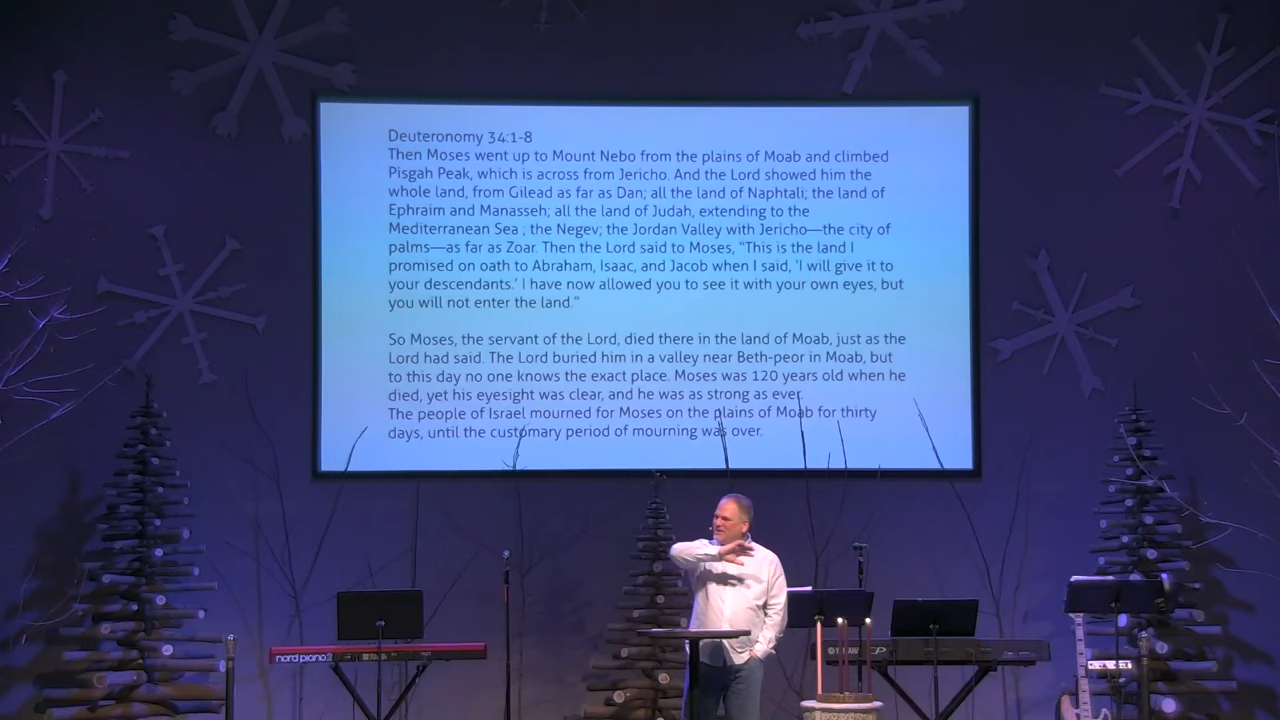 Deuteronomy 34:1-8
Then Moses went up to Mount Nebo from the plains of Moab and climbed
Pisgah Peak, which is across from Jericho. And the Lord showed him the
whole land, from Gilead as far as Dan; all the land of Naphtali; the land of
Ephraim and Manasseh; all the land of Judah, extending to the
Mediterranean Sea ; the Negev; the Jordan Valley with Jericho—the city of
palms—as far as Zoar. Then the Lord said to Moses, “This is the land I
promised on oath to Abraham, Isaac, and Jacob when I said, ‘I will give it to
your descendants.’ I have now allowed you to see it with your own eyes, but
you will not enter the land.”
So Moses, the servant of the Lord, died there in the land of Moab, just as the
Lord had said. The Lord buried him in a valley near Beth-peor in Moab, but
to this day no one knows the exact place. Moses was 120 years old when he
died, yet his eyesight was clear, and he was as strong as ever.
The people of Israel mourned for Moses on the plains of Moab for thirty
days, until the customary period of mourning was over.
nord piano
YAMAHA CP